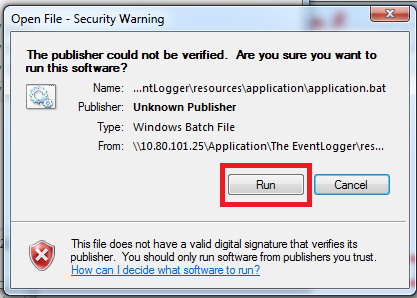 Open File - Security Warning
The publisher could not be verified. Are you sure you want to
run this software?
Name: ...ntLogger\resources\application\application.bat
Publisher: Unknown Publisher
Type: Windows Batch File
From: \\10.80.101.25\Application\The EventLogger\res...
Run Cancel
This file does not have a valid digital signature that verifies its
publisher. You should only run software from publishers you trust.
How can I decide what software to run?